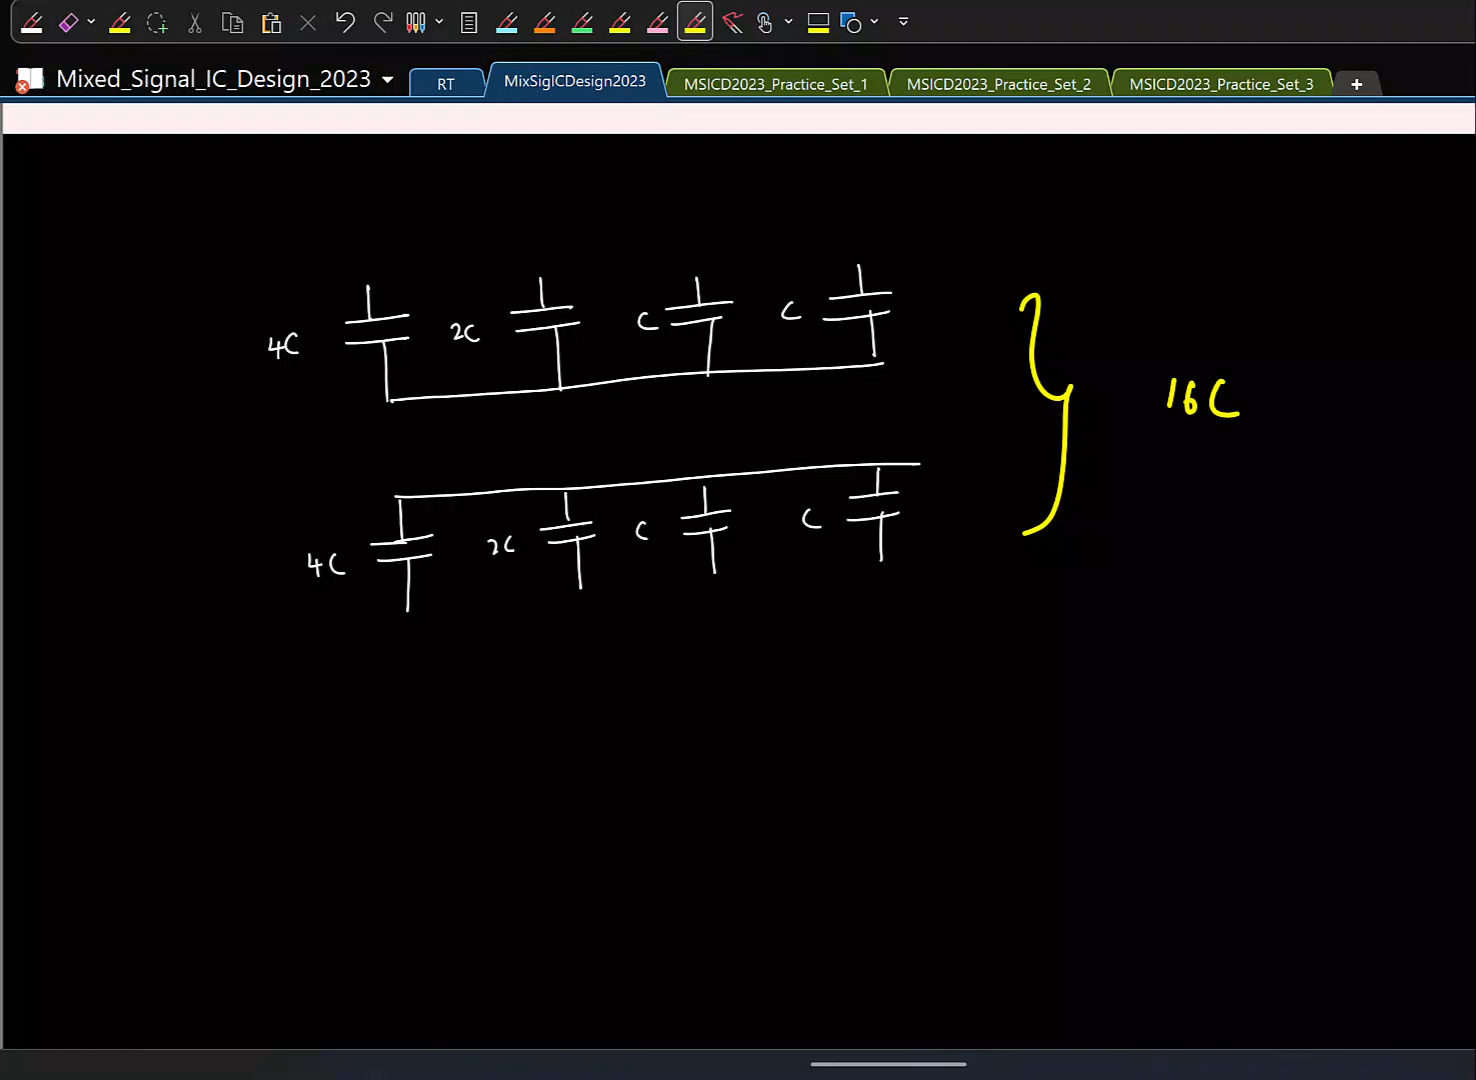 Mixed_Signal_IC_Design_2023
RT
MixSigICDesign2023
MSICD2023_Practice_Set_1
MSICD2023_Practice_Set_2
MSICD2023_Practice_Set_3
4C 2C C C
16C
4C 2C C C